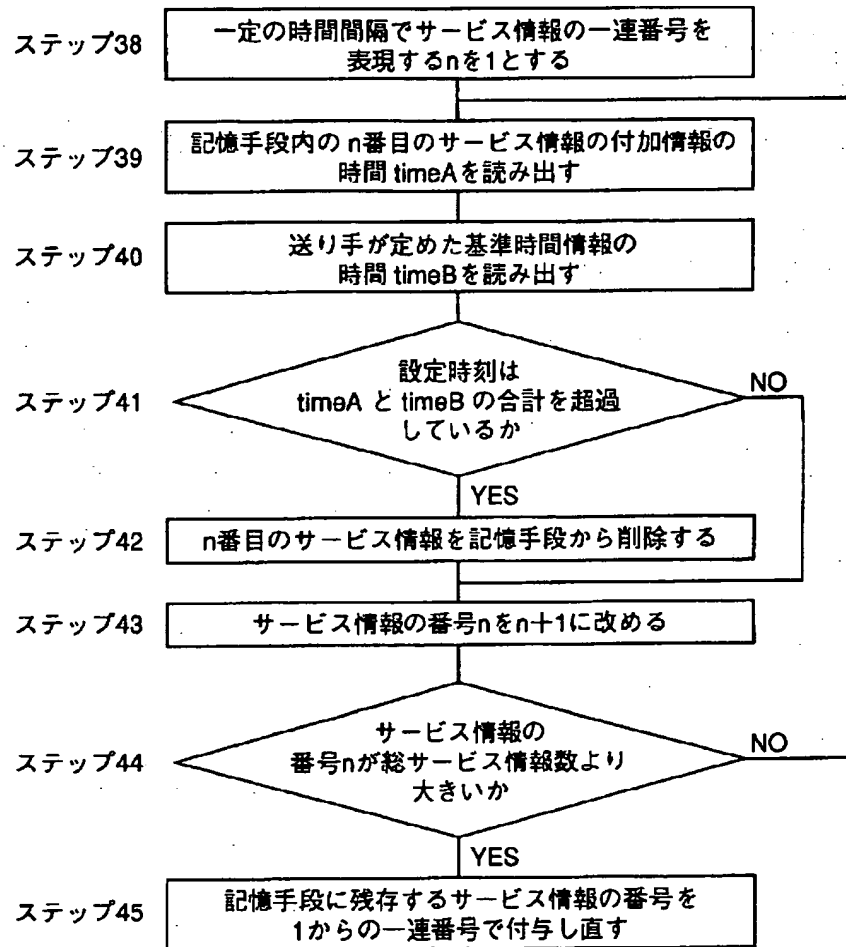 ステップ38
一定の時間間隔でサービス情報の一連番号を
表現するnを1とする
ステップ39
記憶手段内の n番目のサービス情報の付加情報の
時間 timeAを読み出す
ステップ40
送り手が定めた基準時間情報の
時間 timeBを読み出す
ステップ41
設定時刻は
timeA と timeB の合計を超過
しているか
NO
YES
ステップ42
n番目のサービス情報を記憶手段から削除する
ステップ43
サービス情報の番号nをn+1に改める
ステップ44
サービス情報の
番号nが総サービス情報数より
大きいか
NO
YES
ステップ45
記憶手段に残存するサービス情報の番号を
1からの一連番号で付与し直す